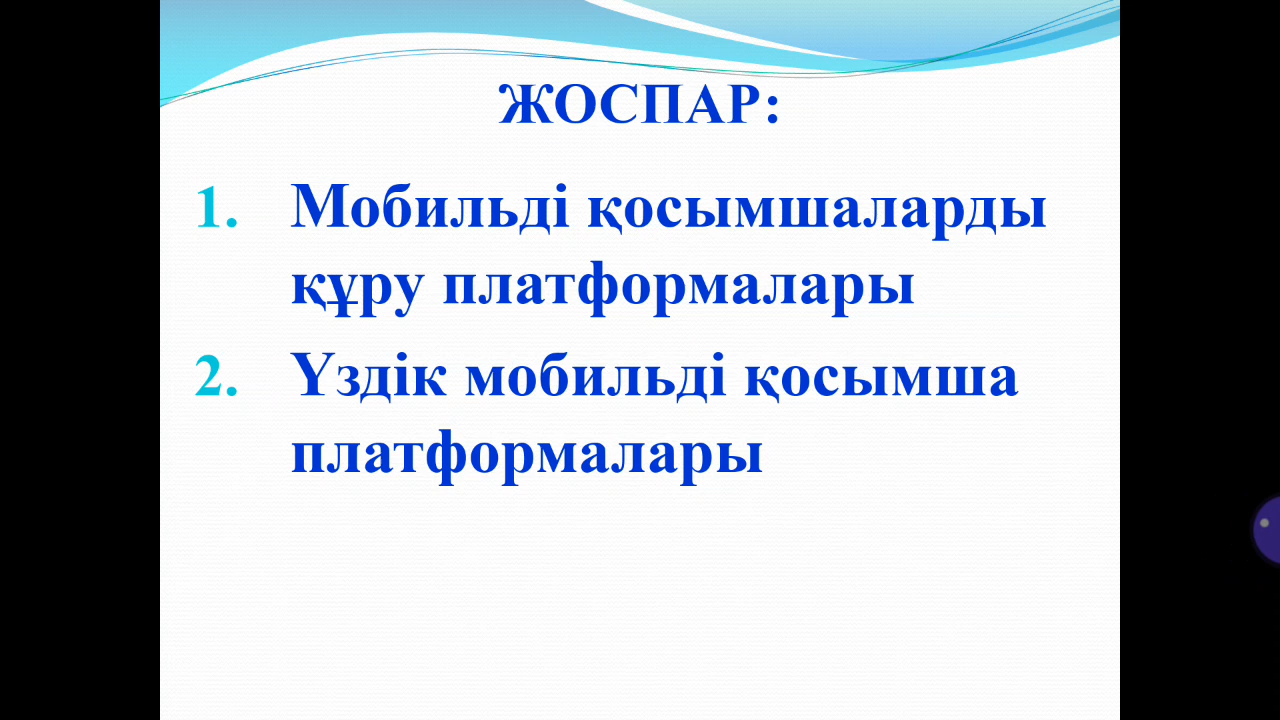 ЖОСПАР:
1. Мобильді қосымшаларды
құру платформалары
2. Үздік мобильді қосымша
платформалары